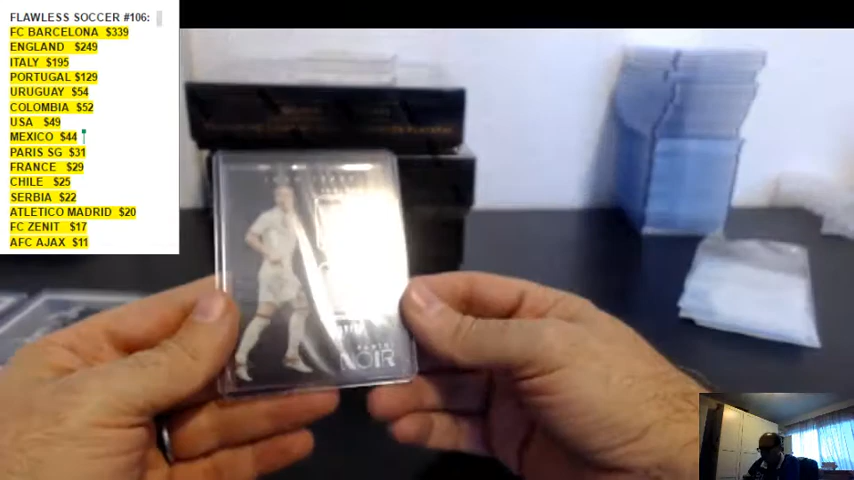 FLAWLESS SOCCER #106:
FC BARCELONA $339
ENGLAND $249
ITALY $195
PORTUGAL $129
URUGUAY $54
COLOMBIA $52
USA $49
MEXICO $44
PARIS SG $31
FRANCE $29
CHILE $25
SERBIA $22
ATLETICO MADRID $20
FC ZENIT $17
AFC AJAX $11
NOIR